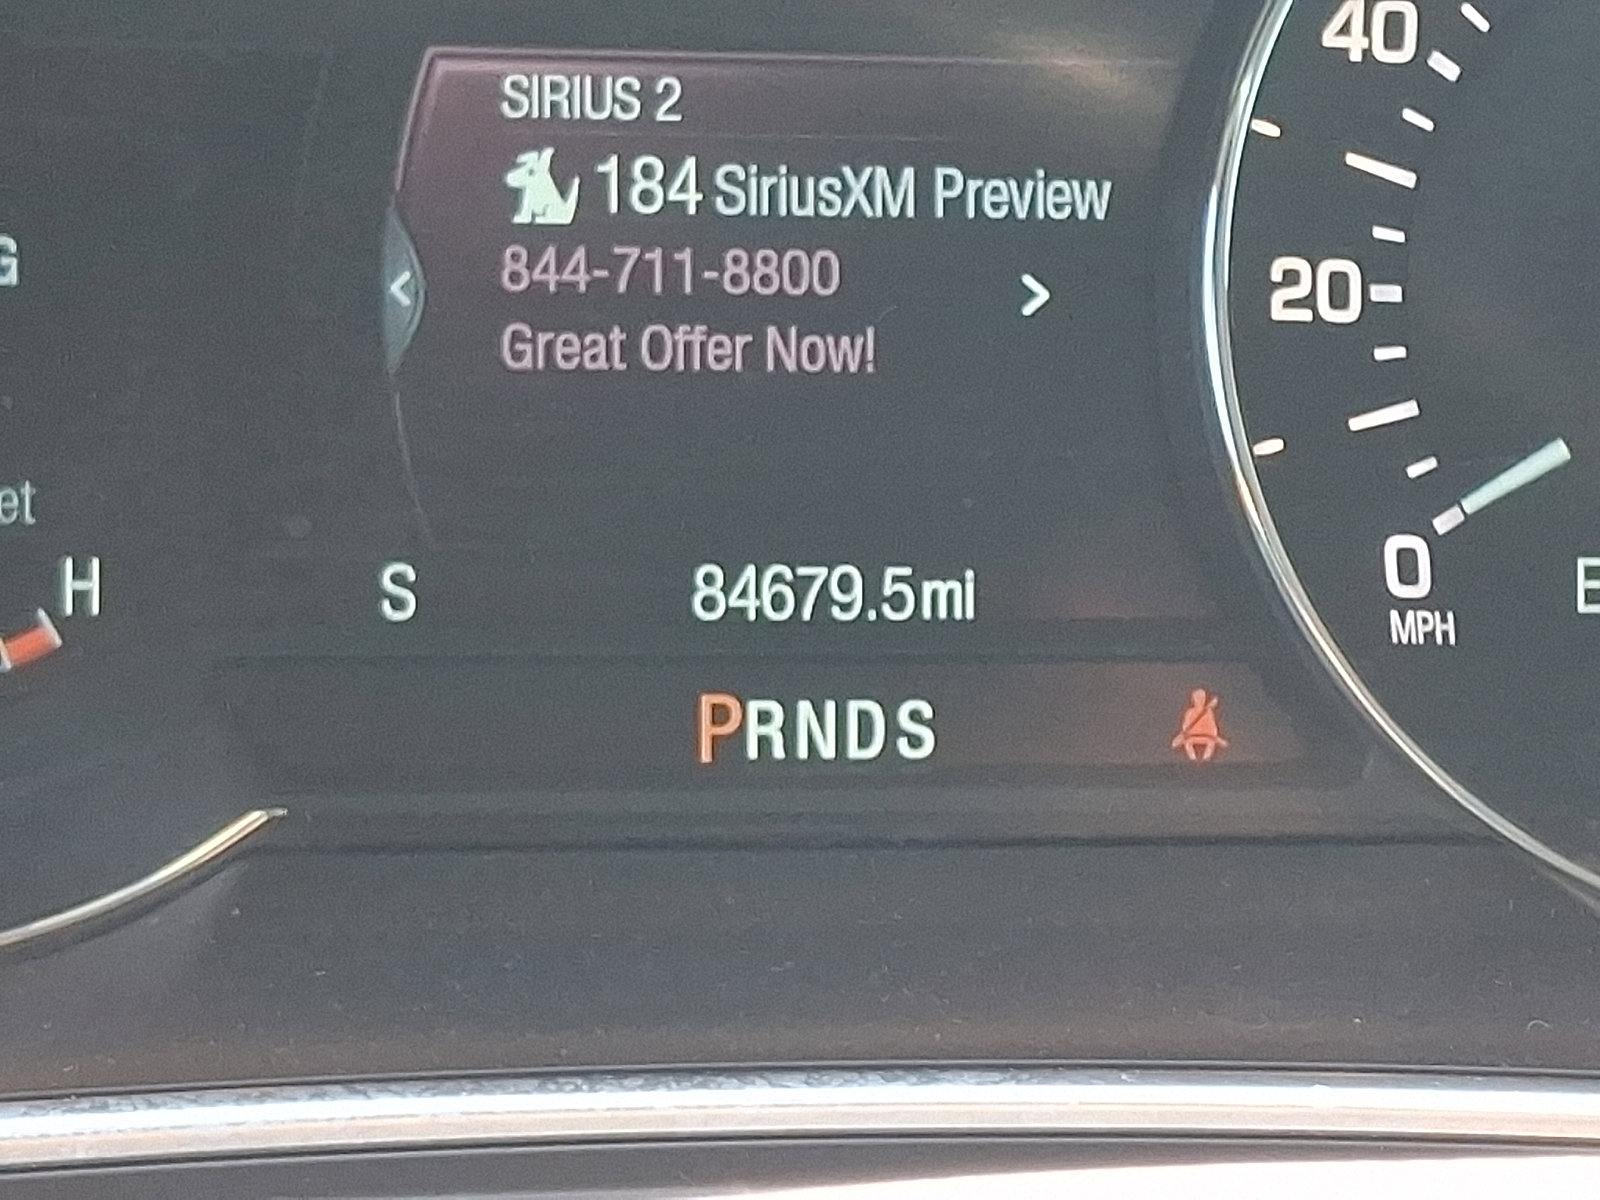 SIRIUS 2
184 SiriusXM Preview
844-711-8800
Great Offer Now!
40
20
0
MPH
H
S
84679.5mi
E
PRNDS